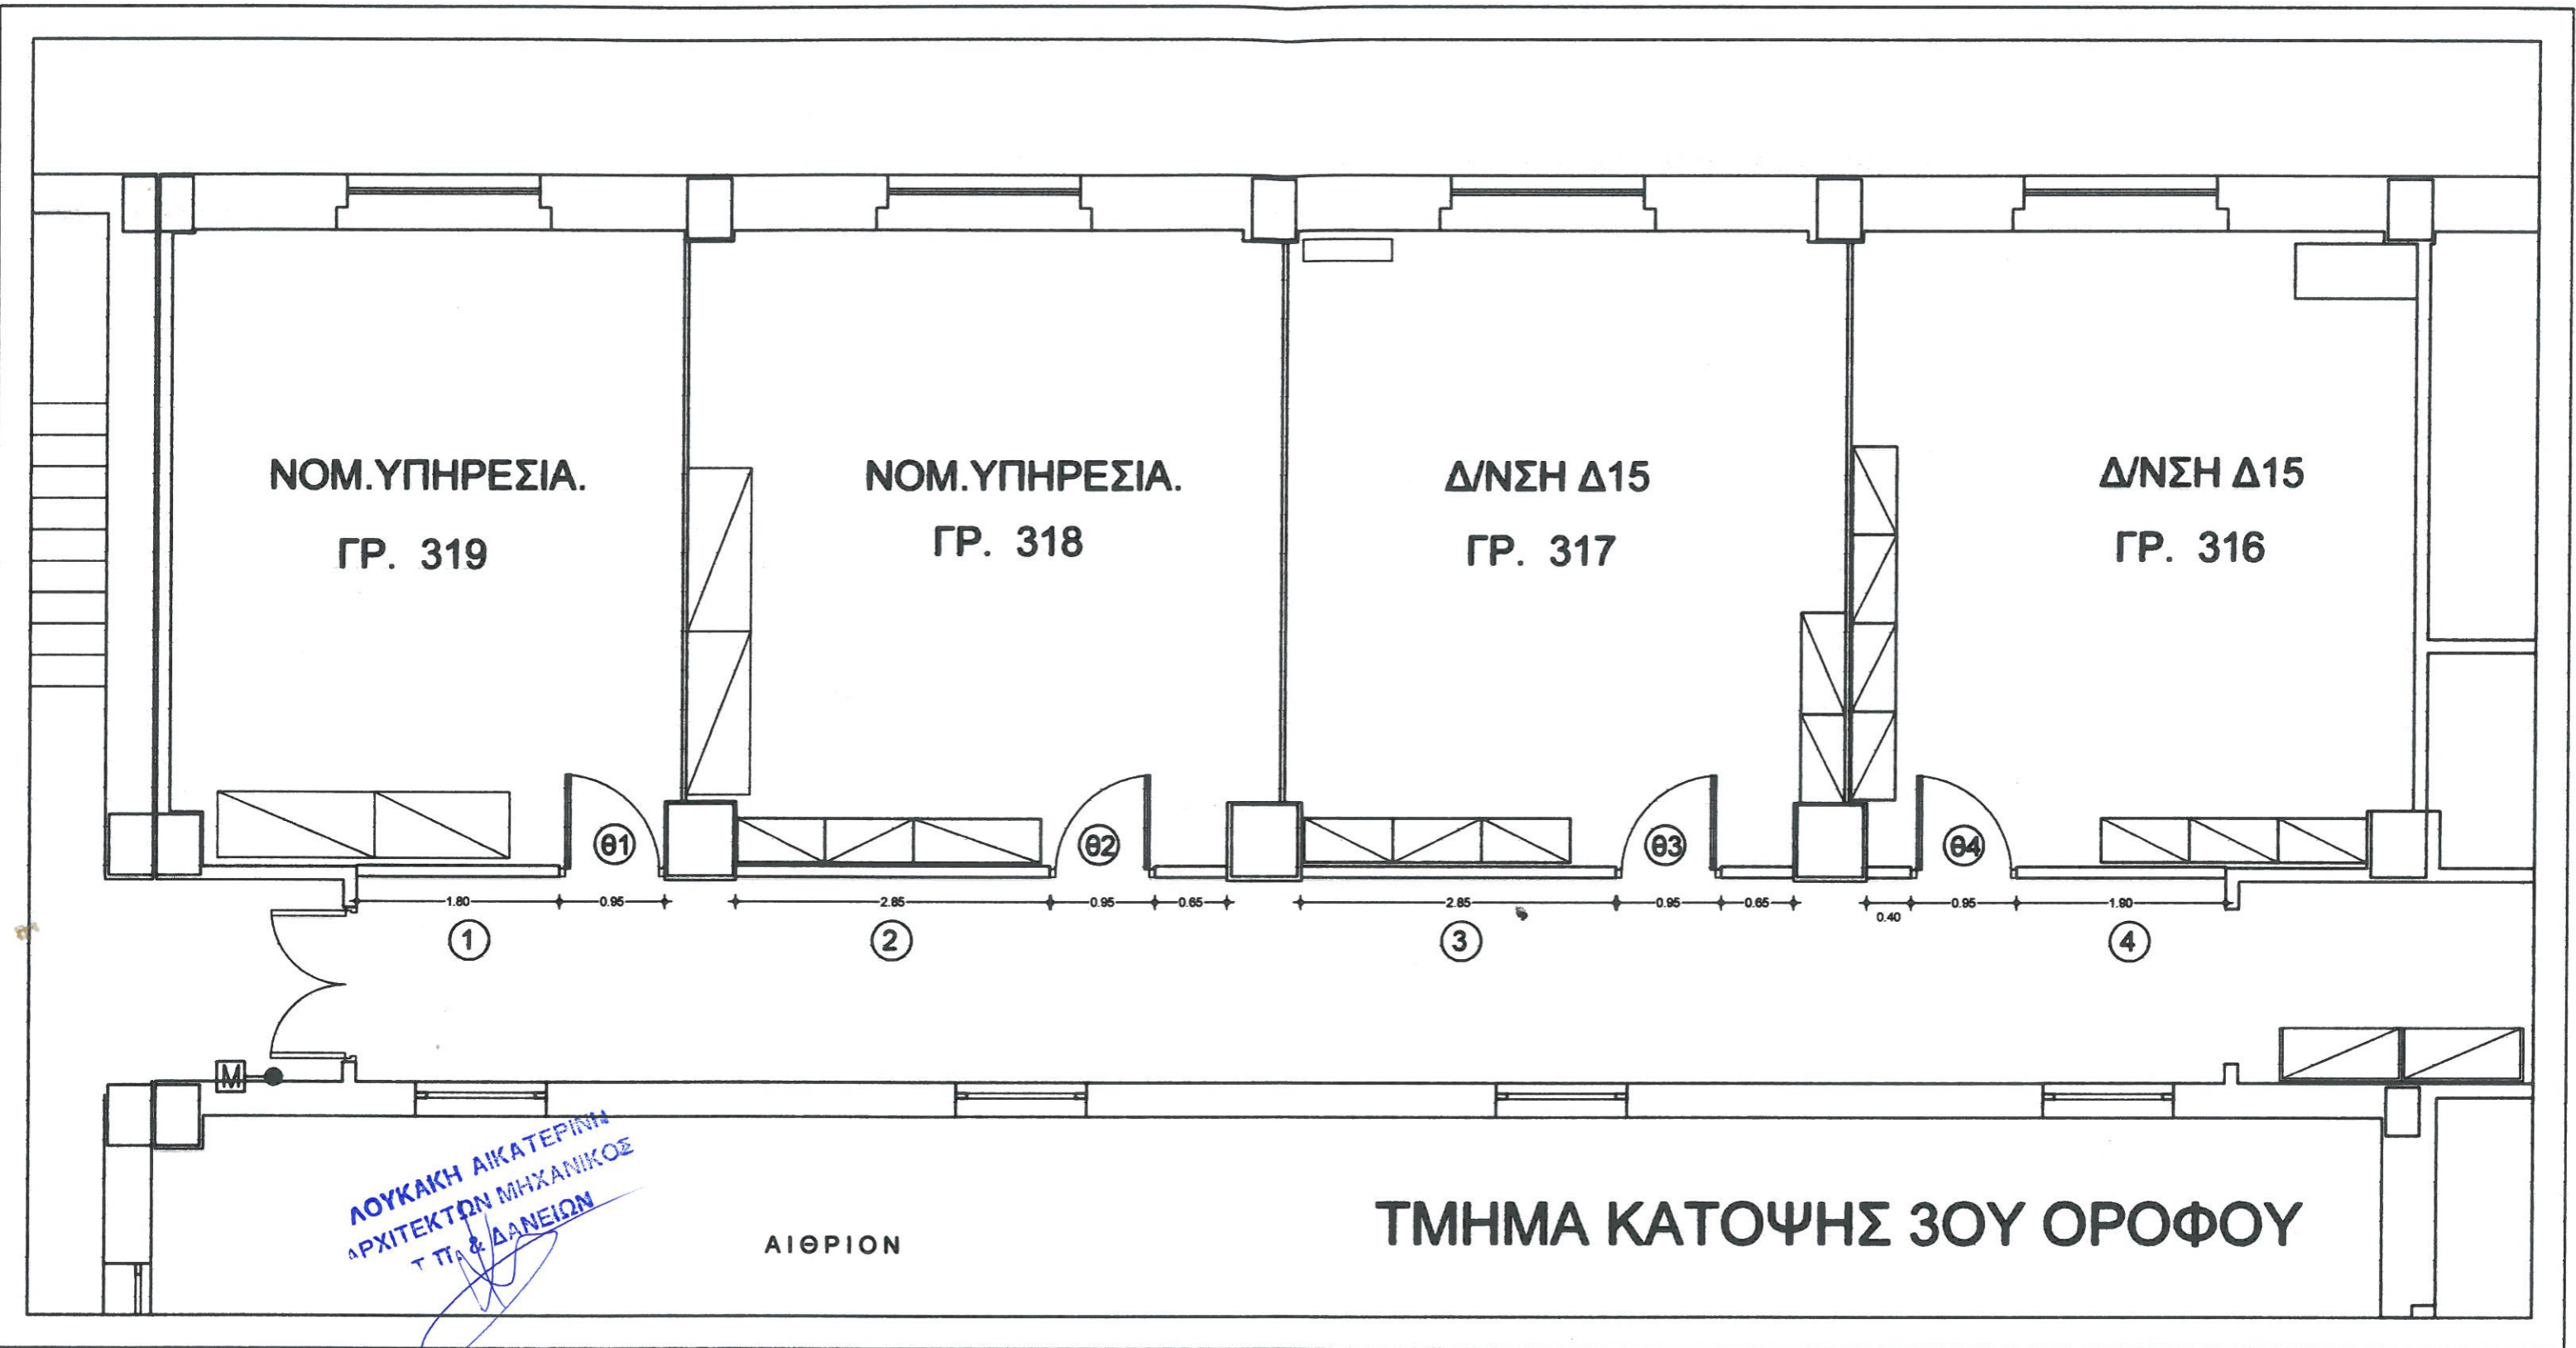 ΝΟΜ.ΥΠΗΡΕΣΙΑ.
ΓΡ. 319
ΝΟΜ.ΥΠΗΡΕΣΙΑ.
ΓΡ. 318
Δ/ΝΣΗ Δ15
ΓΡ. 317
Δ/ΝΣΗ Δ15
ΓΡ. 316
θ1
θ2
θ3
θ4
1.80 0.95 2.85 0.95 0.65 2.85 0.95 0.65 0.40 0.95 1.90
1
2
3
4
M
ΛΟΥΚΑΚΗ ΑΙΚΑΤΕΡΙΝΗ
ΑΡΧΙΤΕΚΤΩΝ ΜΗΧΑΝΙΚΟΣ
Τ Π & ΔΑΝΕΙΩΝ
ΑΙΘΡΙΟΝ
ΤΜΗΜΑ ΚΑΤΟΨΗΣ 3ΟΥ ΟΡΟΦΟΥ